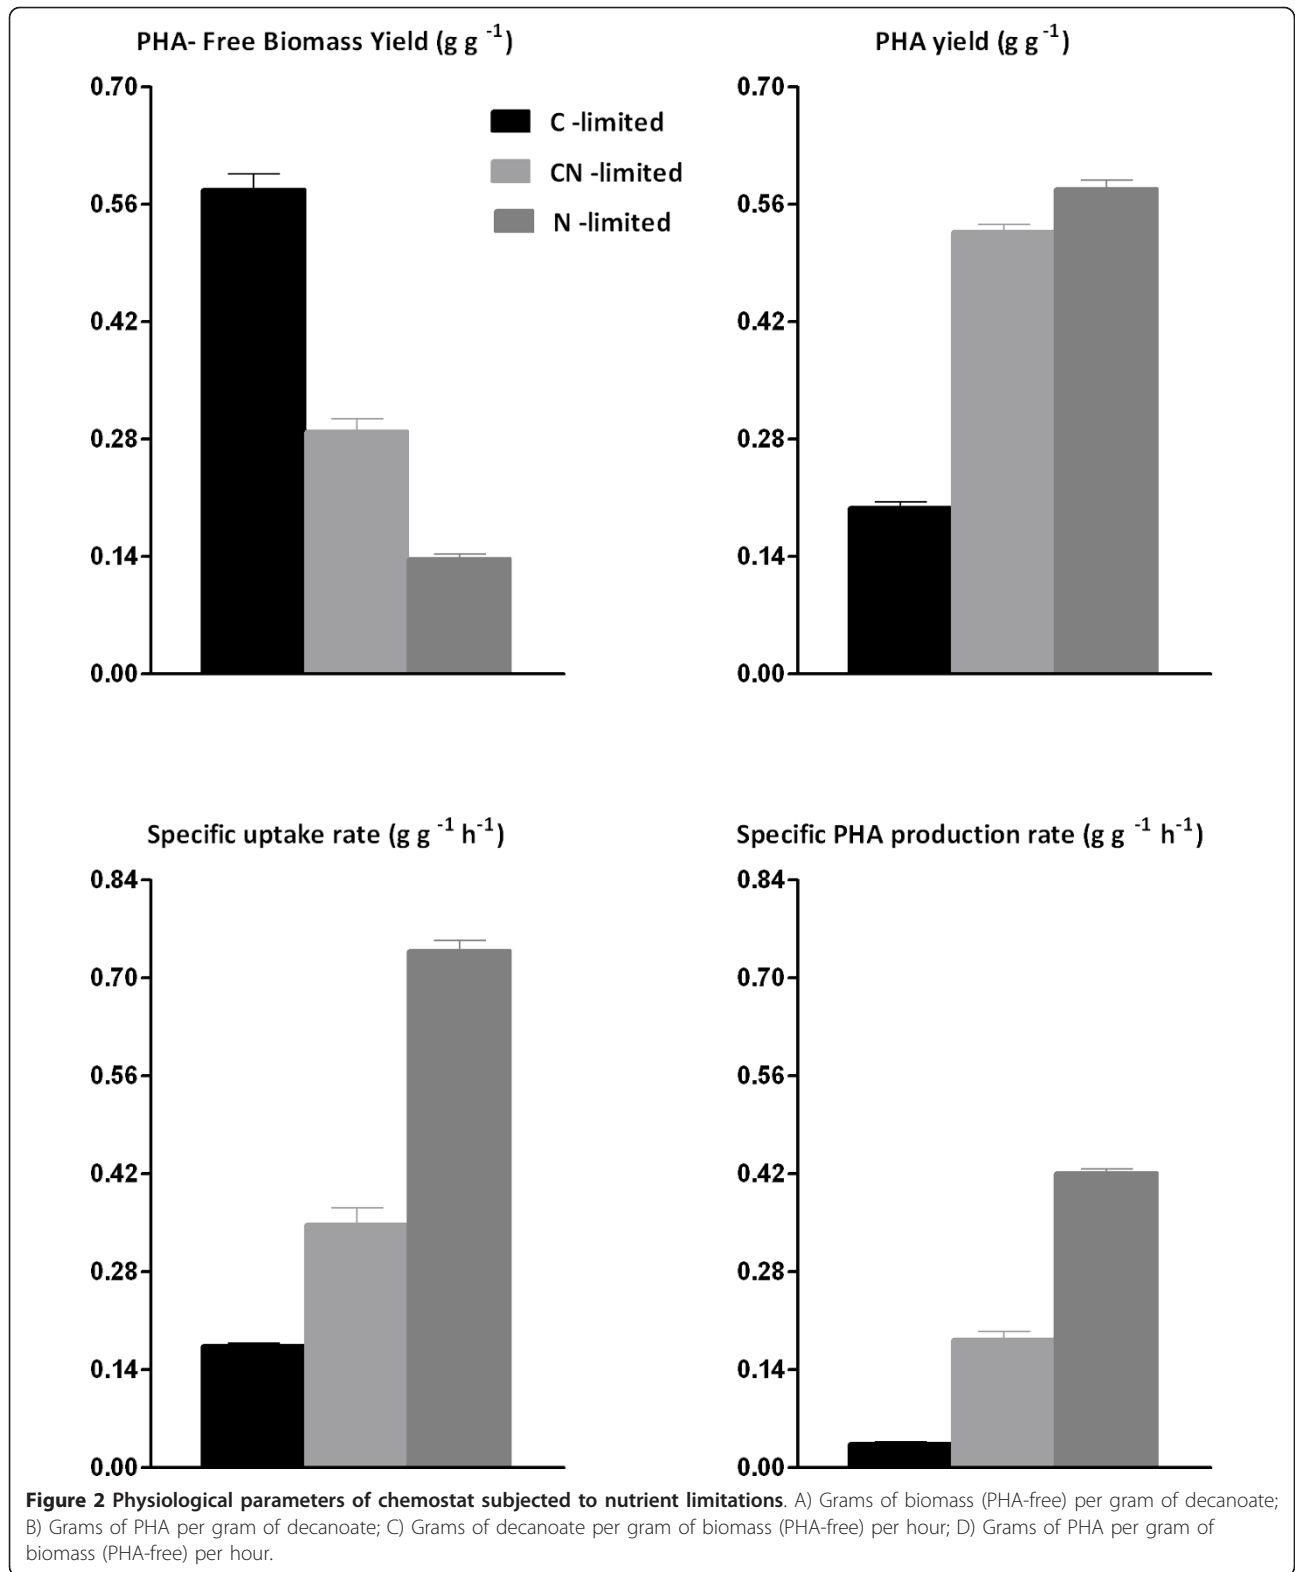 PHA- Free Biomass Yield (g g -1)
0.70
0.56
0.42
0.28
0.14
0.00
C -limited
CN -limited
N -limited
PHA yield (g g -1)
0.70
0.56
0.42
0.28
0.14
0.00
Specific uptake rate (g g -1 h-1)
0.84
0.70
0.56
0.42
0.28
0.14
0.00
Specific PHA production rate (g g -1 h-1)
0.84
0.70
0.56
0.42
0.28
0.14
0.00
Figure 2 Physiological parameters of chemostat subjected to nutrient limitations. A) Grams of biomass (PHA-free) per gram of decanoate;
B) Grams of PHA per gram of decanoate; C) Grams of decanoate per gram of biomass (PHA-free) per hour; D) Grams of PHA per gram of
biomass (PHA-free) per hour.